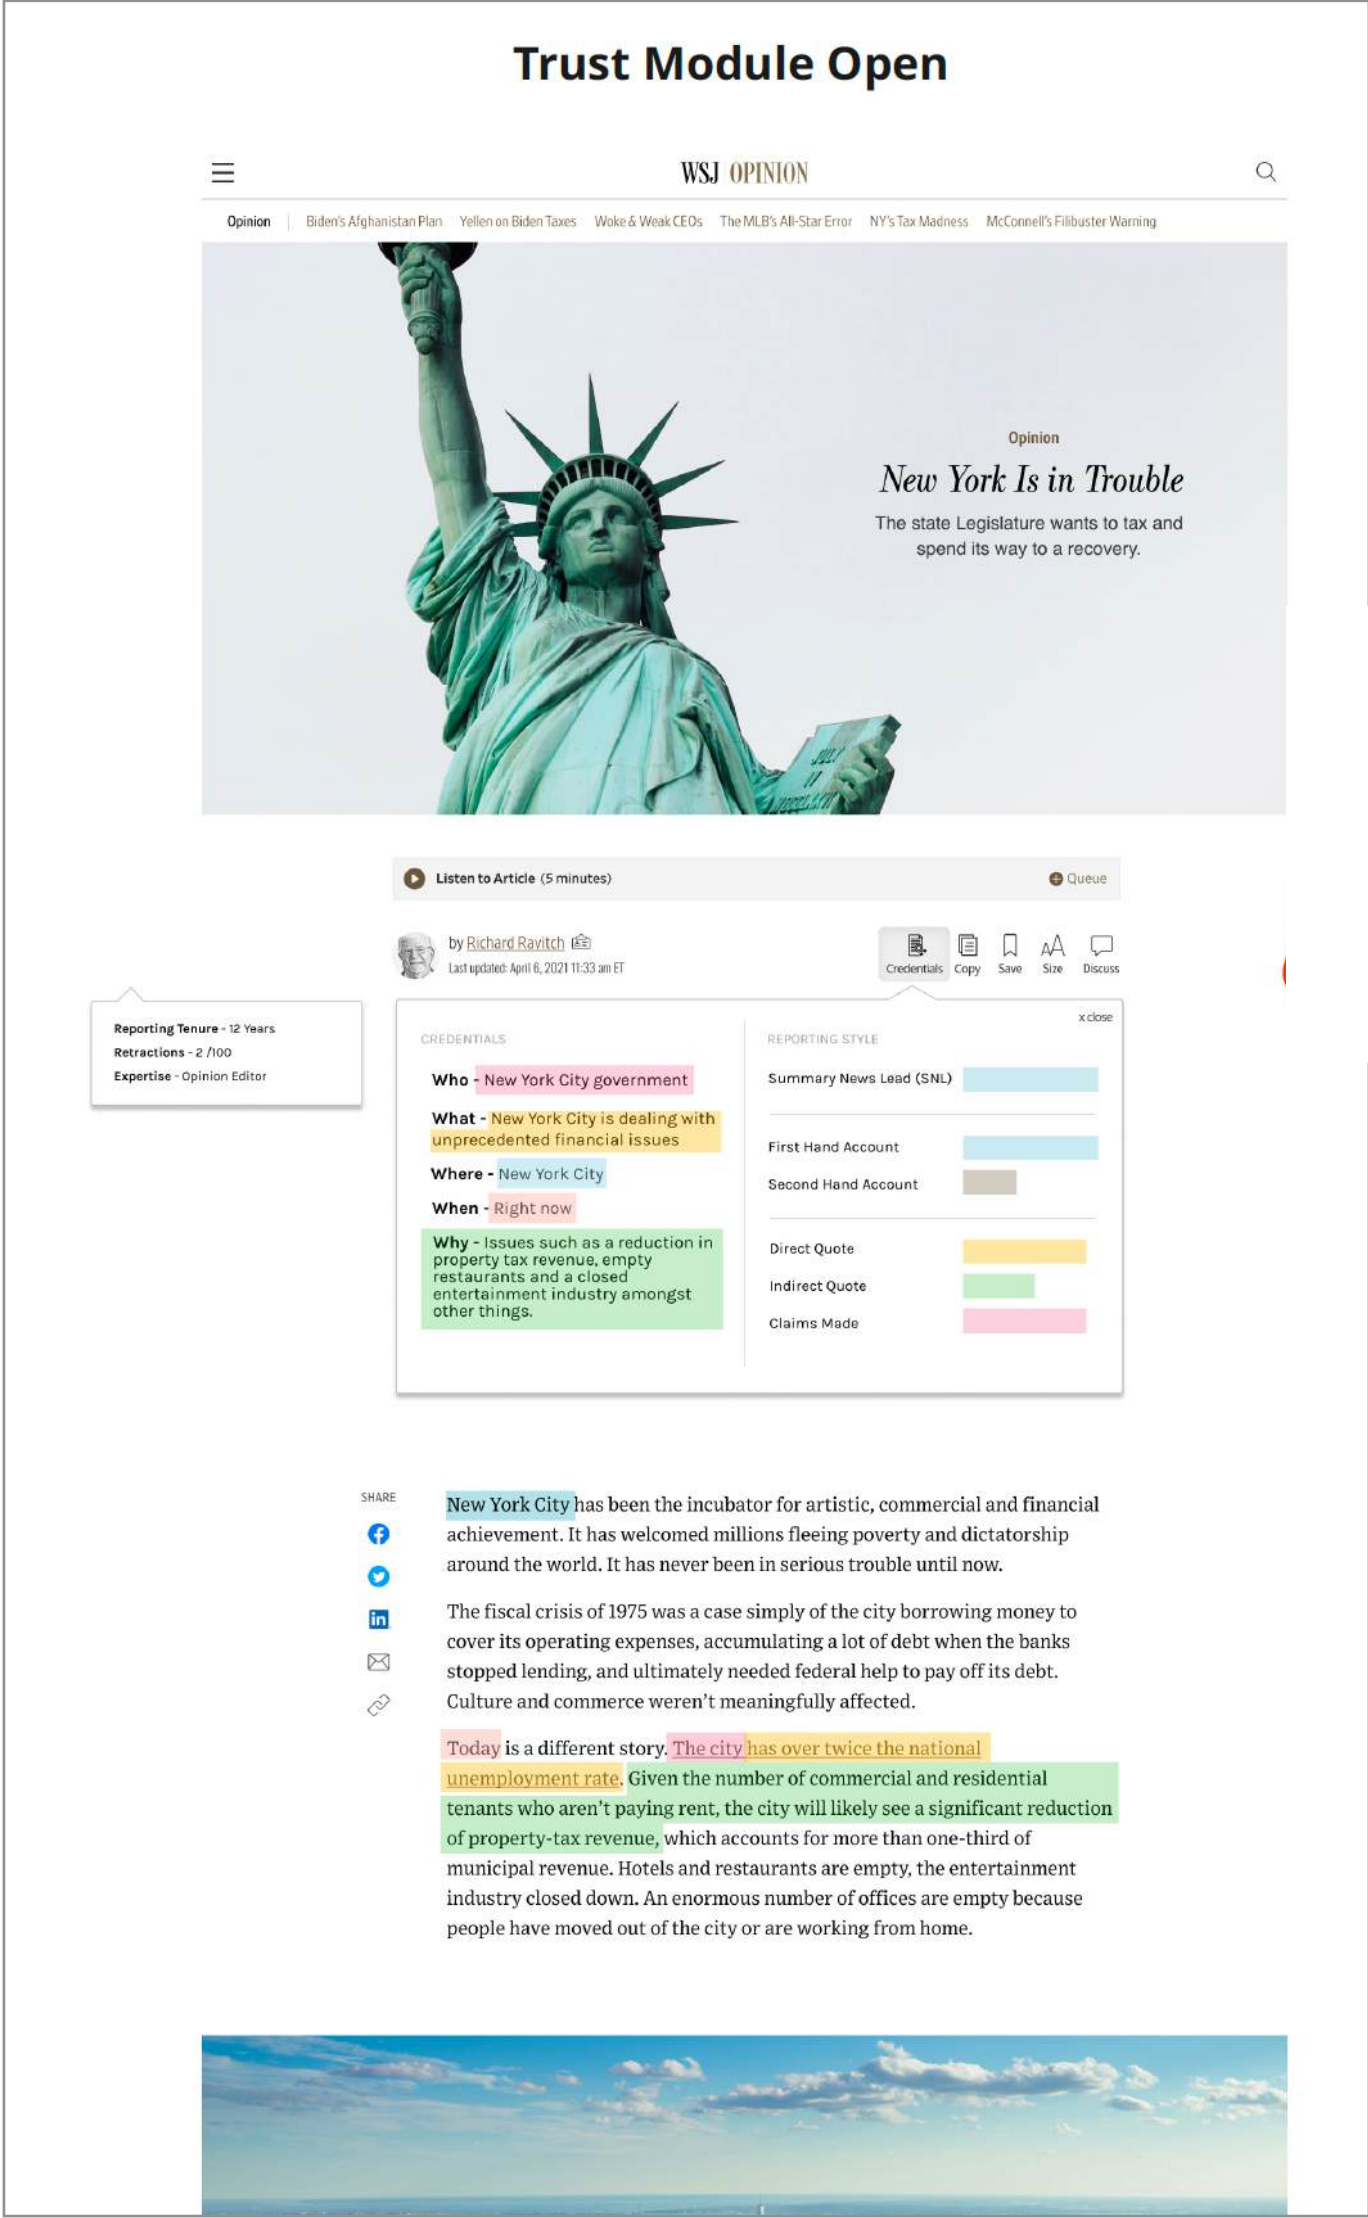 Trust Module Open
WSJ OPINION
Opinion Biden's Afghanistan Plan Yellen on Biden Taxes Woke & Weak CEOs The MLB's All-Star Error NY's Tax Madness McConnell's Filibuster Warning
Opinion
New York Is in Trouble
The state Legislature wants to tax and
spend its way to a recovery.
Listen to Article (5 minutes)
Queue
by Richard Ravitch
Last updated: April 6, 2021 11:33 am ET
Credentials Copy Save Size Discuss
Reporting Tenure - 12 Years
Retractions - 2 /100
Expertise - Opinion Editor
x close
CREDENTIALS
Who - New York City government
What - New York City is dealing with
unprecedented financial issues
Where - New York City
When - Right now
Why - Issues such as a reduction in
property tax revenue, empty
restaurants and a closed
entertainment industry amongst
other things.
REPORTING STYLE
Summary News Lead (SNL)
First Hand Account
Second Hand Account
Direct Quote
Indirect Quote
Claims Made
SHARE
New York City has been the incubator for artistic, commercial and financial
achievement. It has welcomed millions fleeing poverty and dictatorship
around the world. It has never been in serious trouble until now.
The fiscal crisis of 1975 was a case simply of the city borrowing money to
cover its operating expenses, accumulating a lot of debt when the banks
stopped lending, and ultimately needed federal help to pay off its debt.
Culture and commerce weren't meaningfully affected.
Today is a different story. The city has over twice the national
unemployment rate. Given the number of commercial and residential
tenants who aren't paying rent, the city will likely see a significant reduction
of property-tax revenue, which accounts for more than one-third of
municipal revenue. Hotels and restaurants are empty, the entertainment
industry closed down. An enormous number of offices are empty because
people have moved out of the city or are working from home.